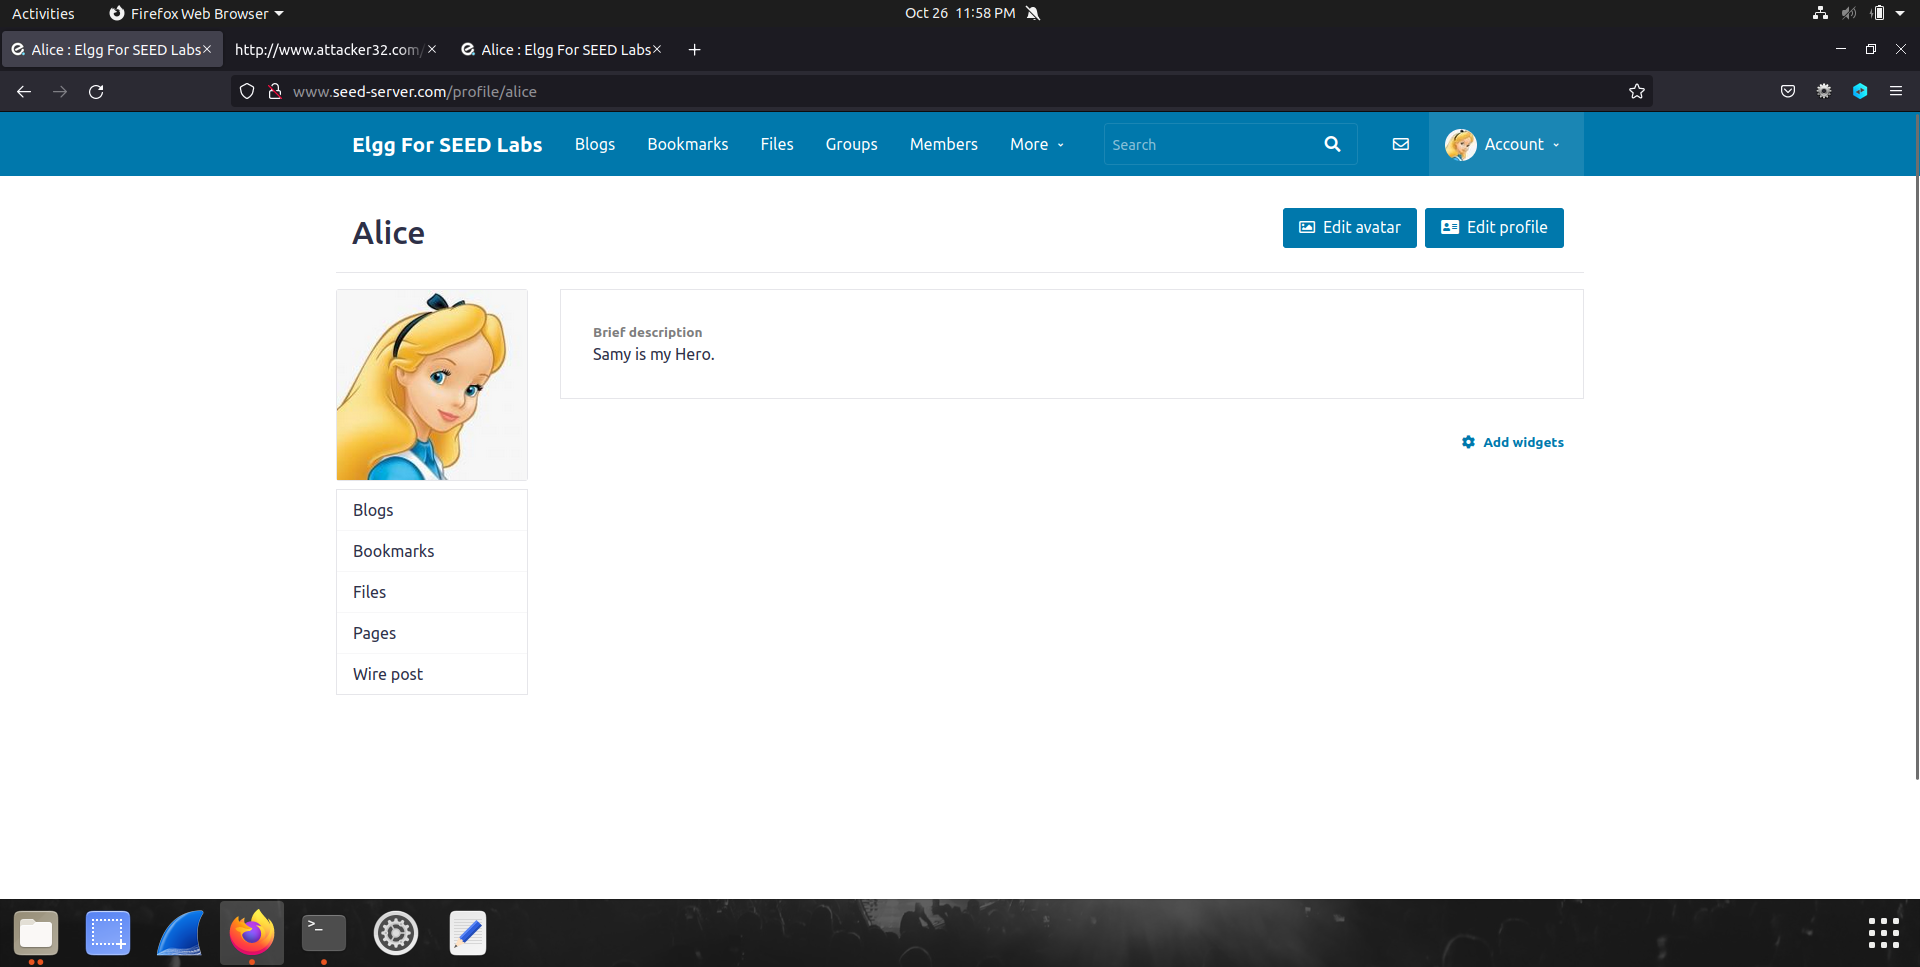 Activities Firefox Web Browser Oct 26 11:58 PM
Alice : Elgg For SEED Labs http://www.attacker32.com/ Alice : Elgg For SEED Labs
www.seed-server.com/profile/alice
Elgg For SEED Labs Blogs Bookmarks Files Groups Members More Search Account
Alice Edit avatar Edit profile
Brief description
Samy is my Hero.
Add widgets
Blogs
Bookmarks
Files
Pages
Wire post